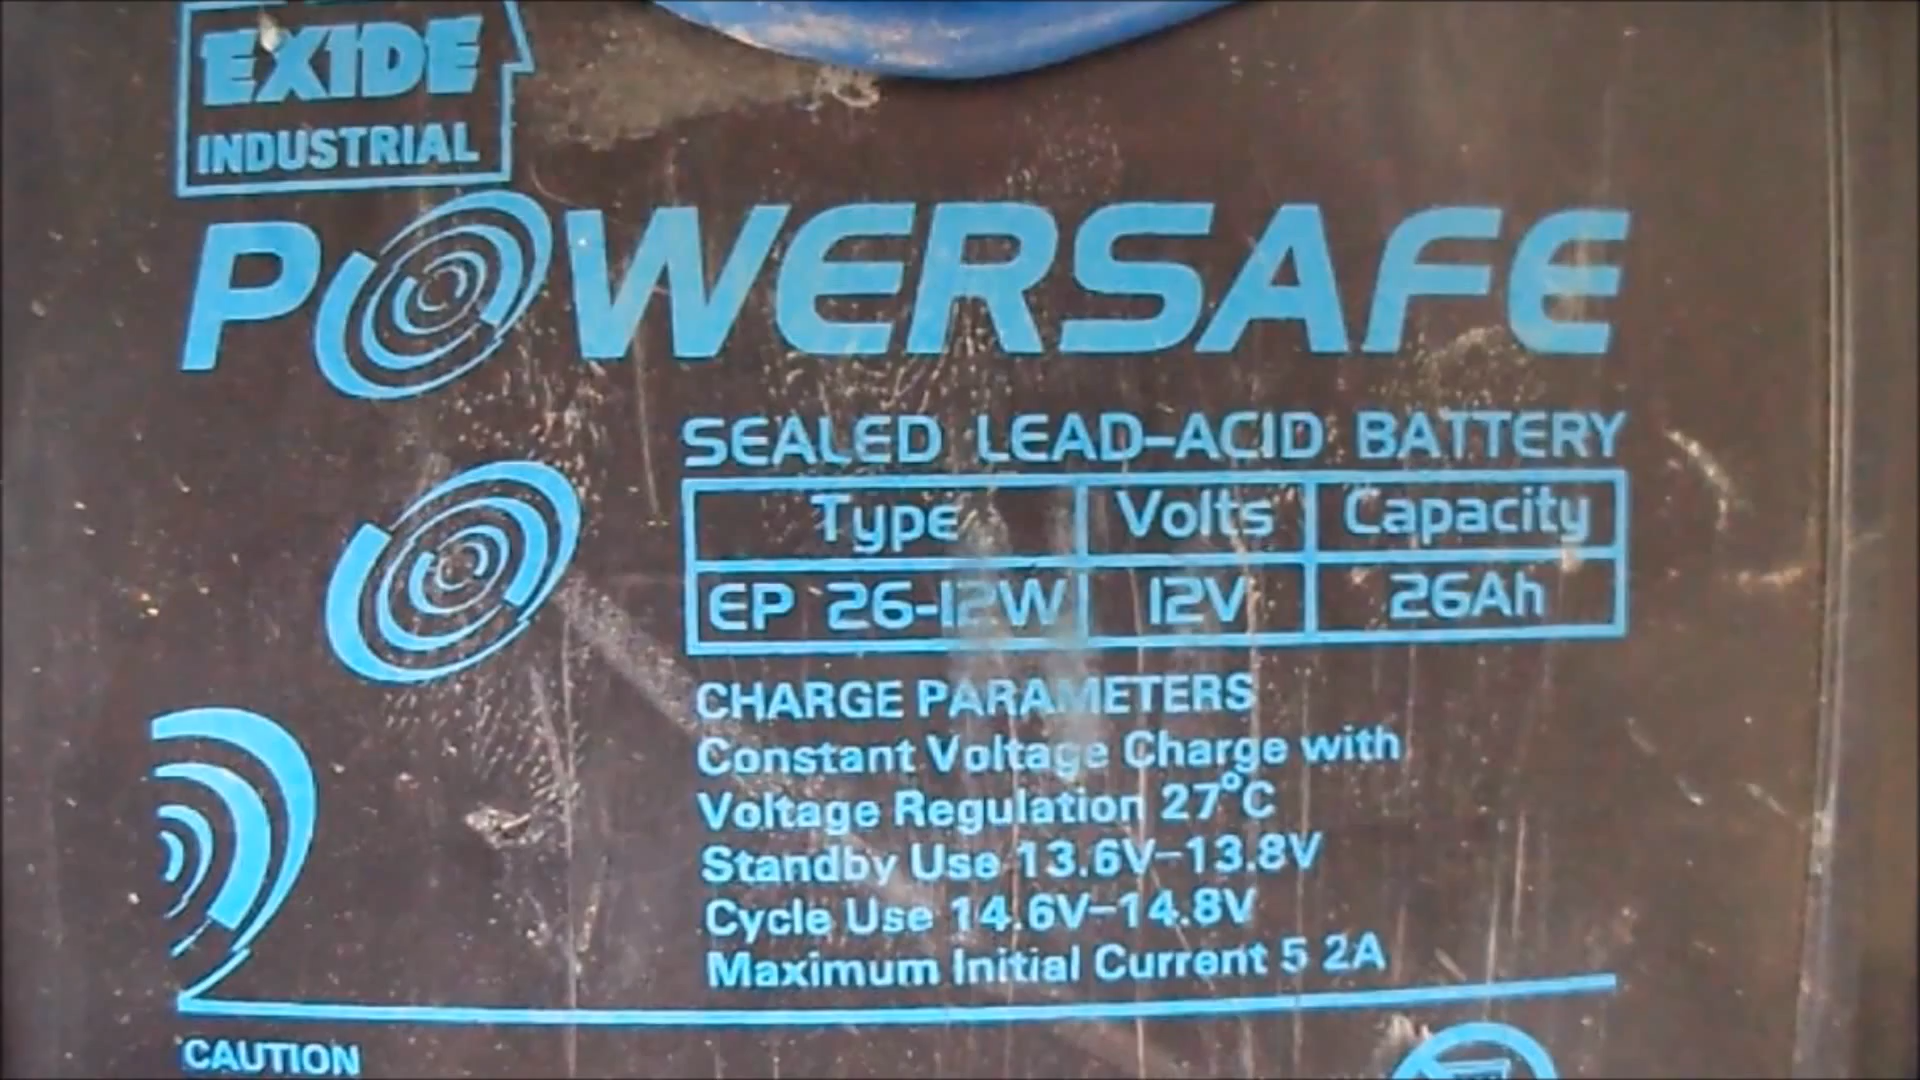 EXIDE
INDUSTRIAL
POWERSAFE
SEALED LEAD-ACID BATTERY
Type Volts Capacity
EP 26-12W 12V 26Ah
CHARGE PARAMETERS
Constant Voltage Charge with
Voltage Regulation 27°C
Standby Use 13.6V-13.8V
Cycle Use 14.6V-14.8V
Maximum Initial Current 5 2A
CAUTION